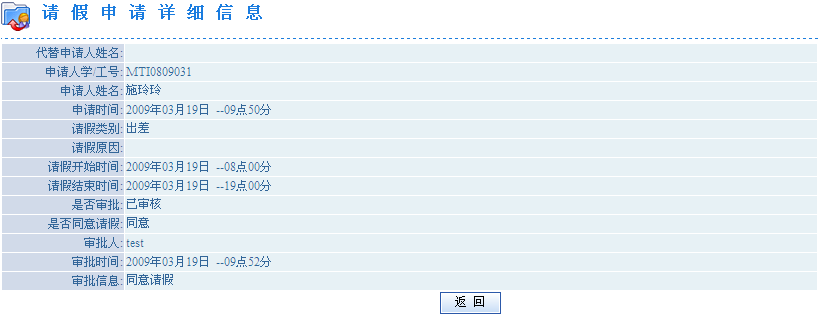 请假申请详细信息
代替申请人姓名:
申请人学/工号: MTI0809031
申请人姓名: 施玲玲
申请时间: 2009年03月19日 --09点50分
请假类别: 出差
请假原因:
请假开始时间: 2009年03月19日 --08点00分
请假结束时间: 2009年03月19日 --19点00分
是否审批: 已审核
是否同意请假: 同意
审批人: test
审批时间: 2009年03月19日 --09点52分
审批信息: 同意请假
返 回